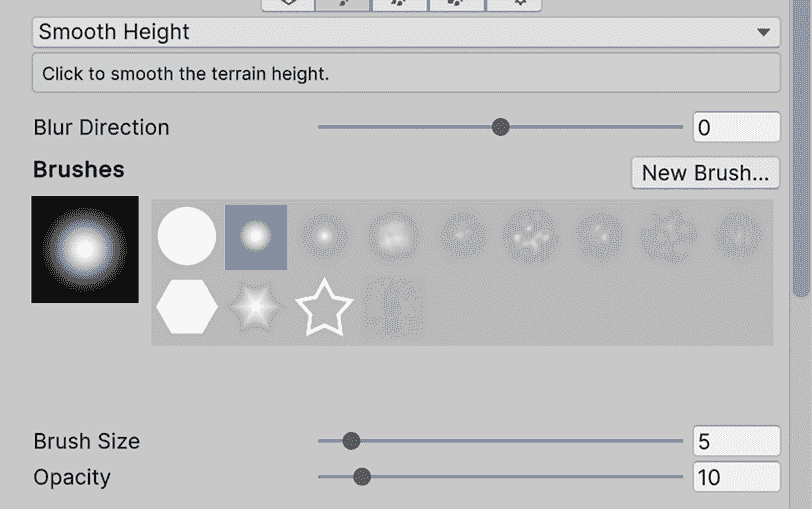 Smooth Height
Click to smooth the terrain height.
Blur Direction 0
Brushes New Brush...
Brush Size 5
Opacity 10